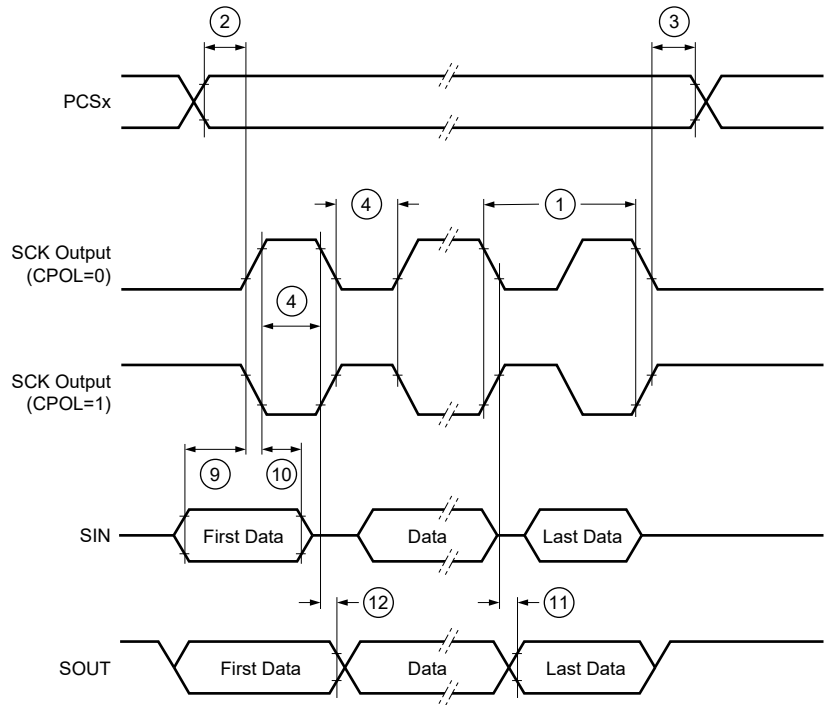 2
3
PCSx
4
1
SCK Output
(CPOL=0)
4
SCK Output
(CPOL=1)
9
10
SIN
First Data
Data
Last Data
12
11
SOUT
First Data
Data
Last Data